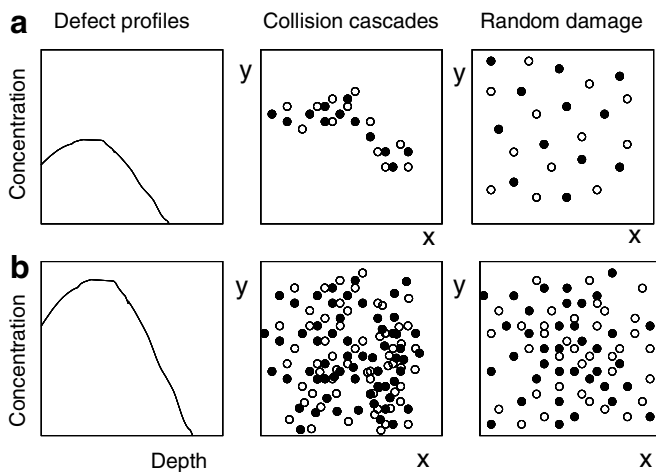 a Defect profiles Collision cascades Random damage
Concentration
y
y
x
x
b
Concentration
y
y
Depth
x
x